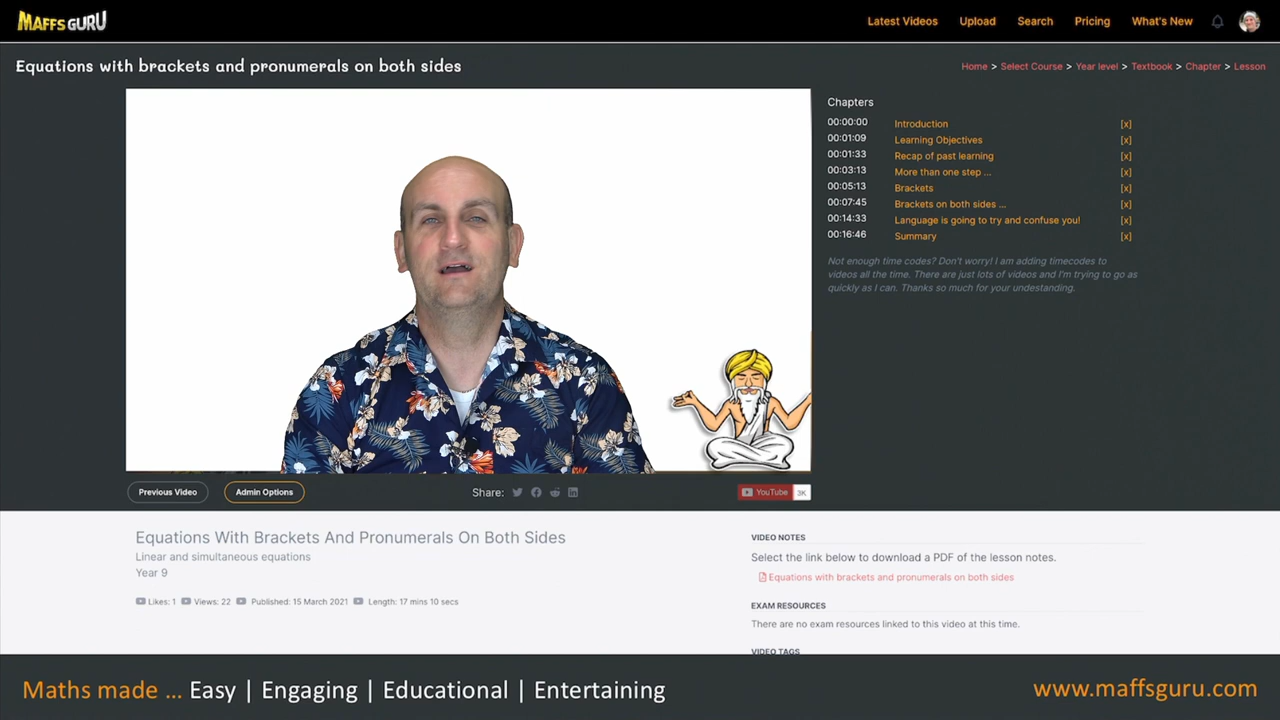 MAFFSGURU
Latest Videos Upload Search Pricing What's New
Equations with brackets and pronumerals on both sides
Home > Select Course > Year level > Textbook > Chapter > Lesson
Chapters
00:00:00 Introduction [x]
00:01:09 Learning Objectives [x]
00:01:33 Recap of past learning [x]
00:03:13 More than one step ... [x]
00:05:13 Brackets [x]
00:07:45 Brackets on both sides ... [x]
00:14:33 Language is going to try and confuse you! [x]
00:16:46 Summary [x]
Not enough time codes? Don't worry! I am adding timecodes to
videos all the time. There are just lots of videos and I'm trying to go as
quickly as I can. Thanks so much for your undestanding.
Previous Video Admin Options Share: YouTube 3K
Equations With Brackets And Pronumerals On Both Sides
Linear and simultaneous equations
Year 9
Likes: 1 Views: 22 Published: 15 March 2021 Length: 17 mins 10 secs
VIDEO NOTES
Select the link below to download a PDF of the lesson notes.
Equations with brackets and pronumerals on both sides
EXAM RESOURCES
There are no exam resources linked to this video at this time.
VIDEO TAGS
Maths made ... Easy | Engaging | Educational | Entertaining
www.maffsguru.com